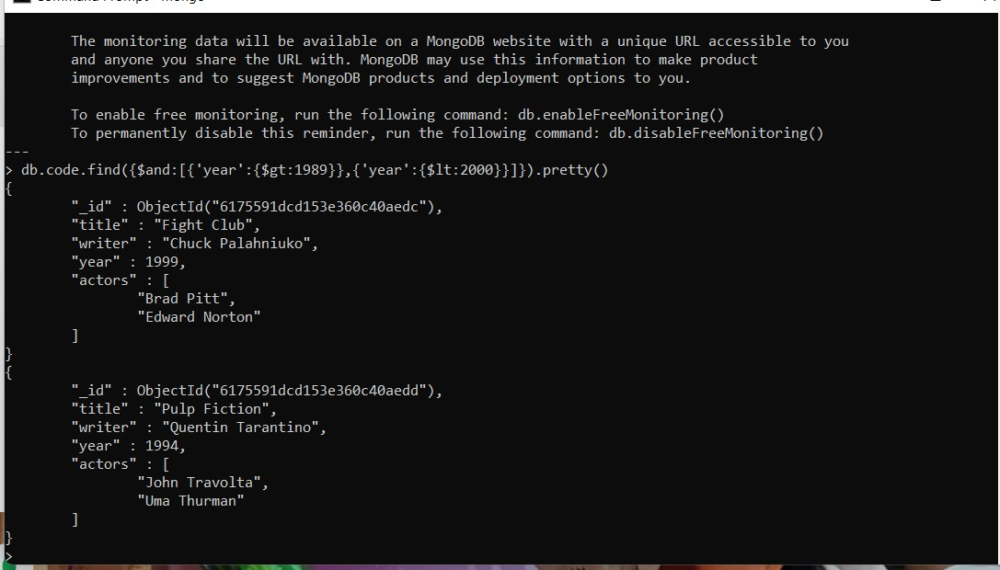 The monitoring data will be available on a MongoDB website with a unique URL accessible to you
and anyone you share the URL with. MongoDB may use this information to make product
improvements and to suggest MongoDB products and deployment options to you.
To enable free monitoring, run the following command: db.enableFreeMonitoring()
To permanently disable this reminder, run the following command: db.disableFreeMonitoring()
---
> db.code.find({$and:[{'year':{$gt:1989}},{'year':{$lt:2000}}]}).pretty()
{
"_id" : ObjectId("6175591dcd153e360c40aedc"),
"title" : "Fight Club",
"writer" : "Chuck Palahniuko",
"year" : 1999,
"actors" : [
"Brad Pitt",
"Edward Norton"
]
}
{
"_id" : ObjectId("6175591dcd153e360c40aedd"),
"title" : "Pulp Fiction",
"writer" : "Quentin Tarantino",
"year" : 1994,
"actors" : [
"John Travolta",
"Uma Thurman"
]
}
>